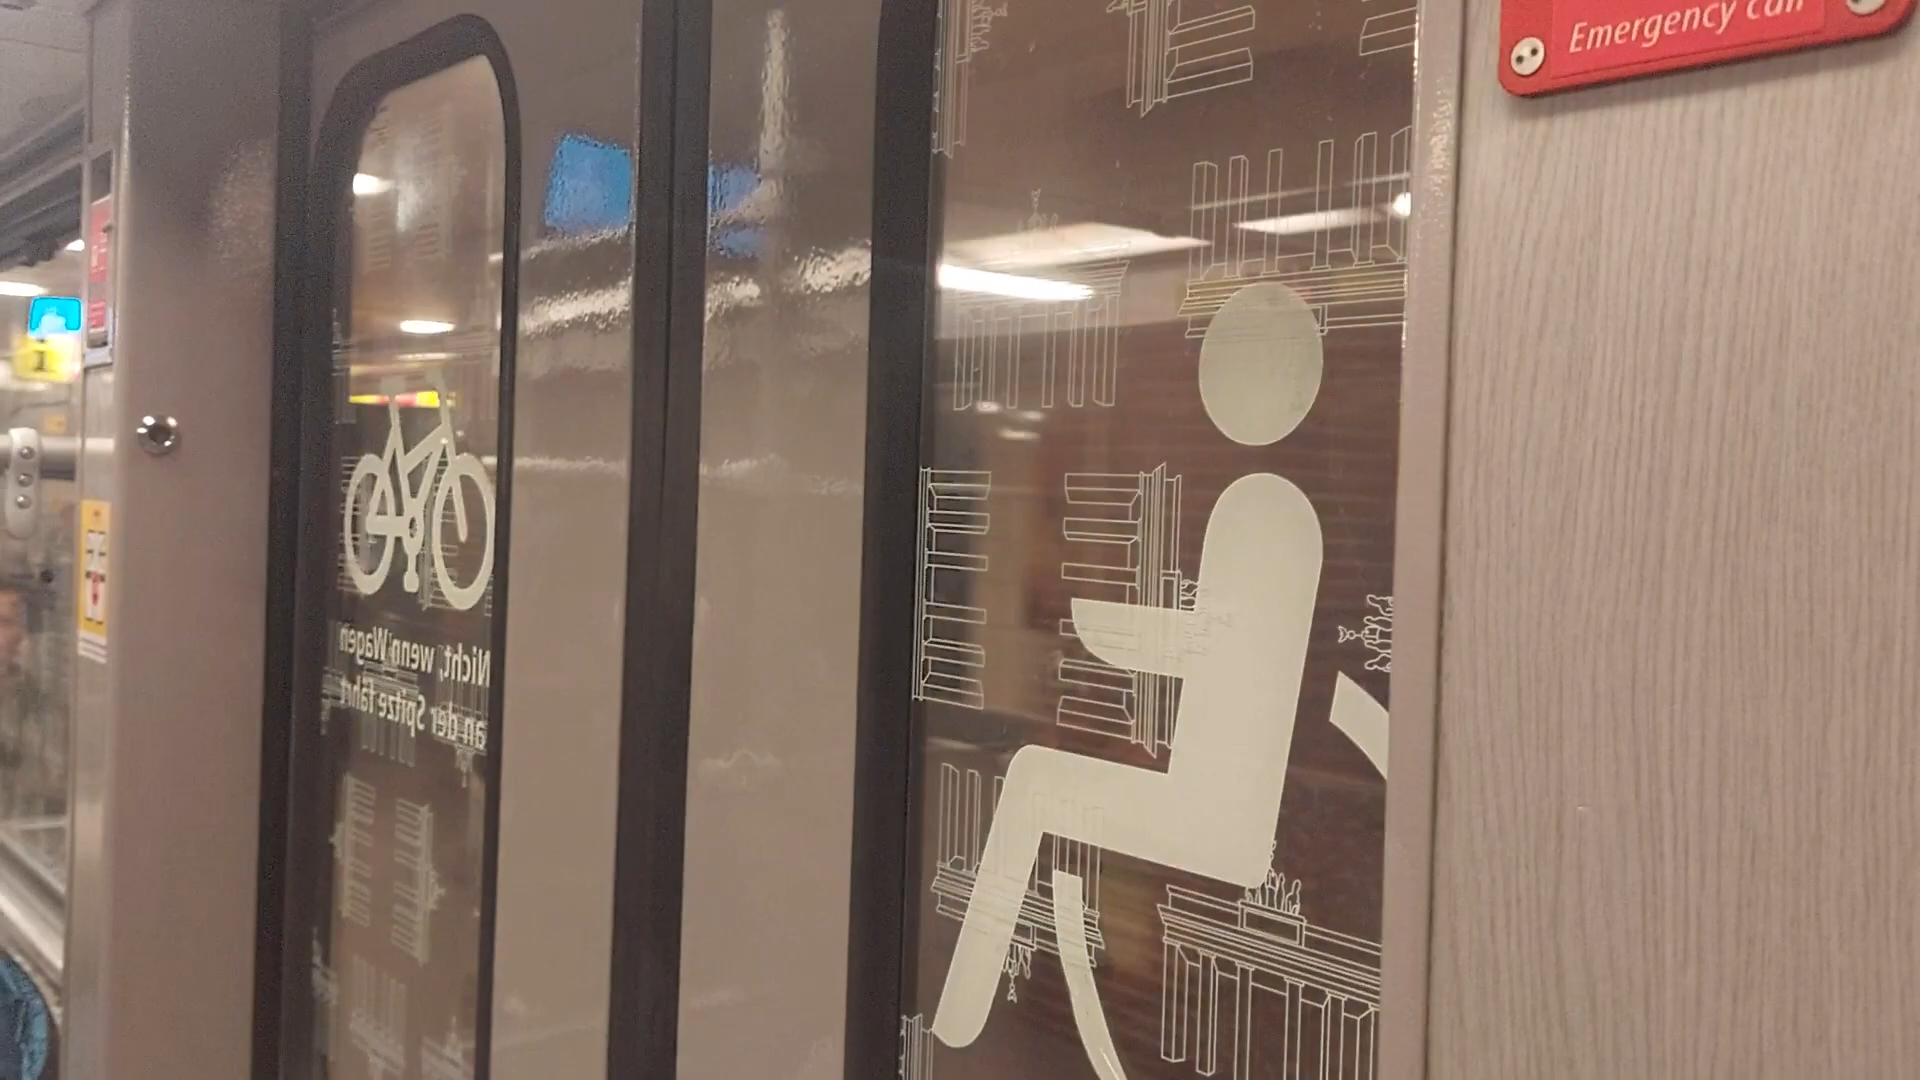 Emergency call
Nicht, wenn Wagen
an der Spitze fährt